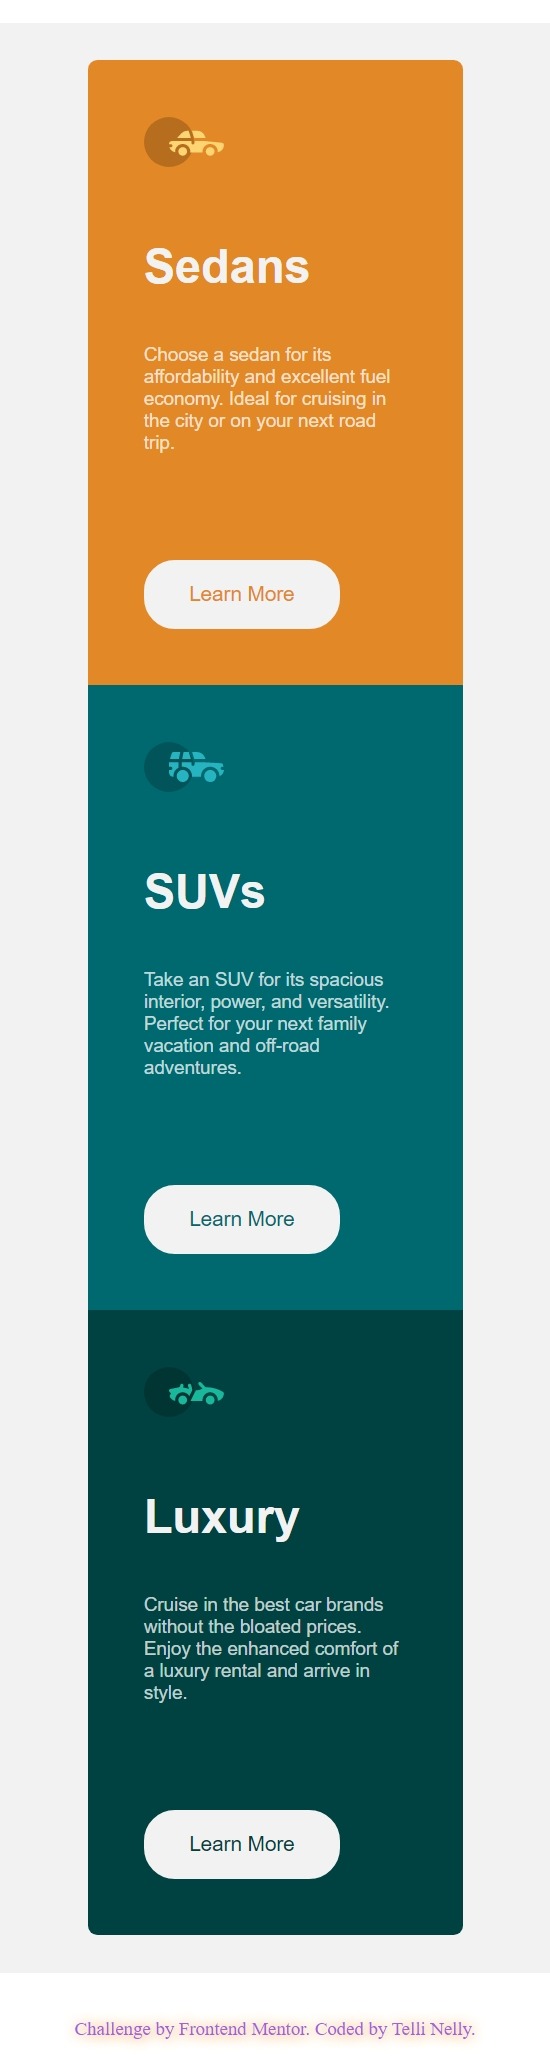 Sedans
Choose a sedan for its
affordability and excellent fuel
economy. Ideal for cruising in
the city or on your next road
trip.
Learn More
SUVs
Take an SUV for its spacious
interior, power, and versatility.
Perfect for your next family
vacation and off-road
adventures.
Learn More
Luxury
Cruise in the best car brands
without the bloated prices.
Enjoy the enhanced comfort of
a luxury rental and arrive in
style.
Learn More
Challenge by Frontend Mentor. Coded by Telli Nelly.